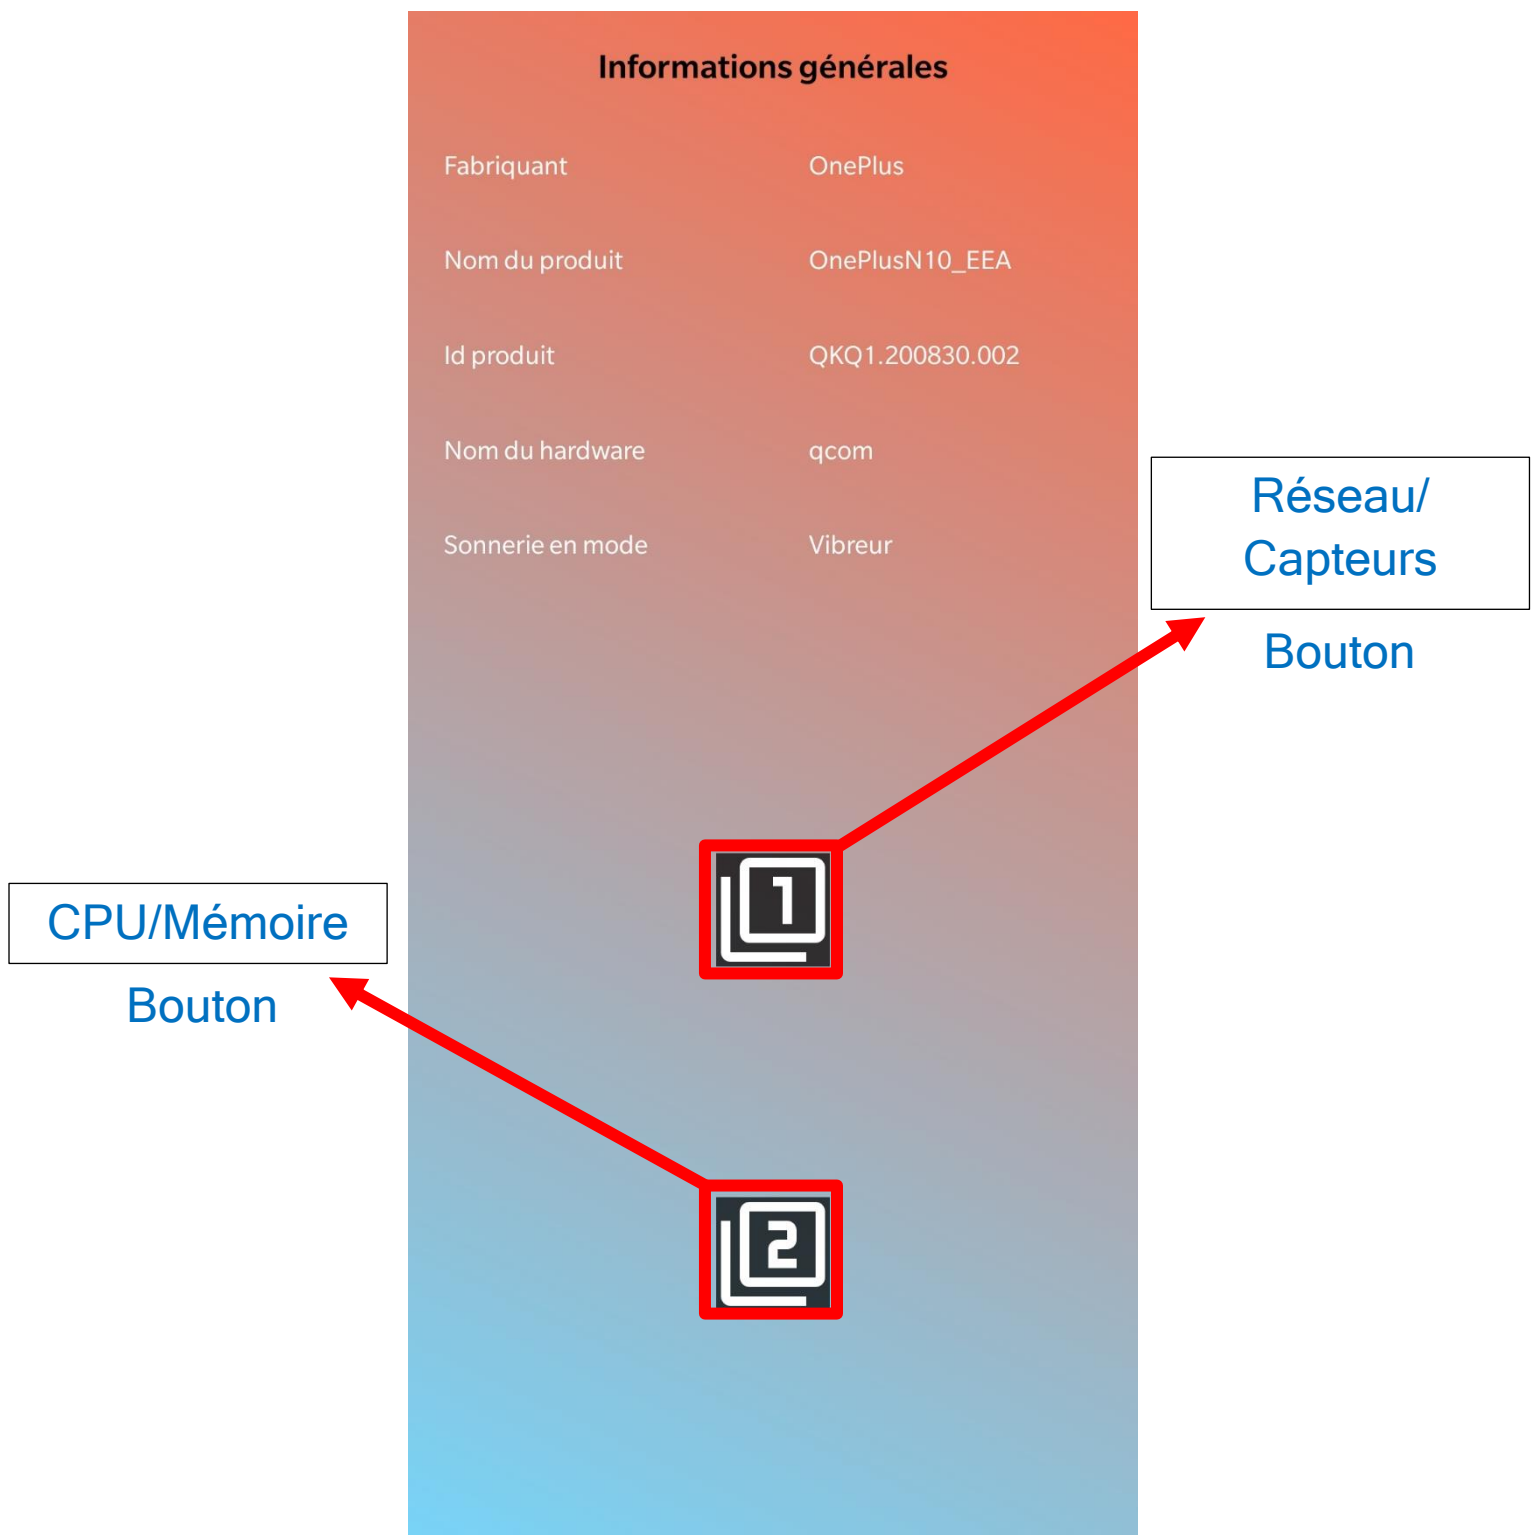 Informations générales
Fabriquant OnePlus
Nom du produit OnePlusN10_EEA
Id produit QKQ1.200830.002
Nom du hardware qcom
Sonnerie en mode Vibreur
Réseau/
Capteurs
Bouton
1
CPU/Mémoire
Bouton
2